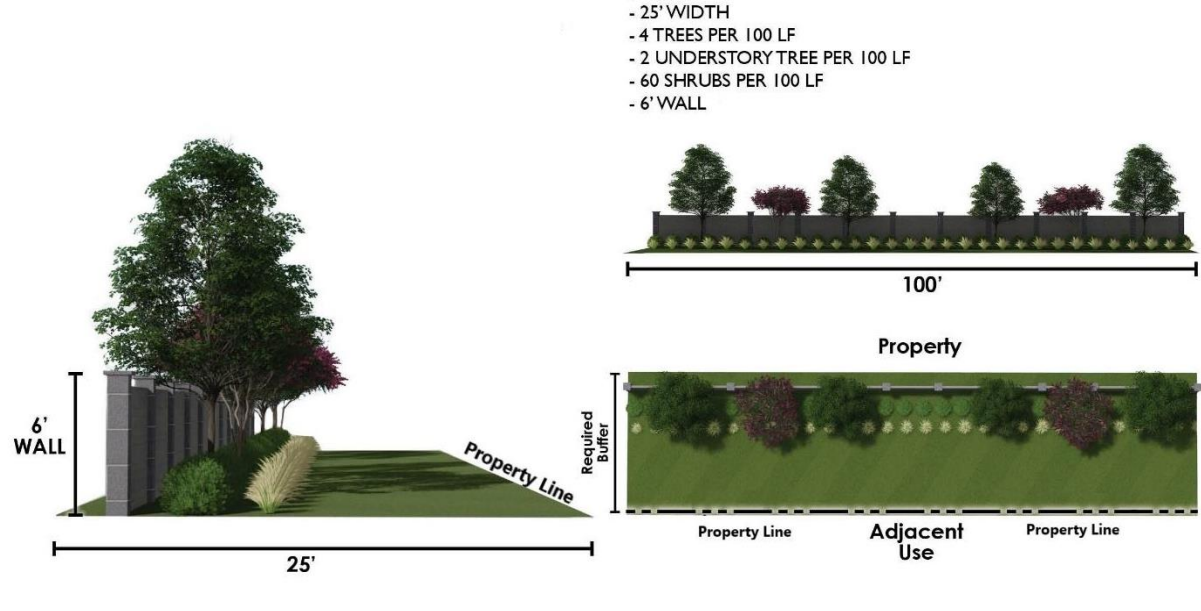 - 25' WIDTH
- 4 TREES PER 100 LF
- 2 UNDERSTORY TREE PER 100 LF
- 60 SHRUBS PER 100 LF
- 6' WALL
100'
6'
WALL
Property Line
25'
Property
Required
Buffer
Property Line
Adjacent
Use
Property Line